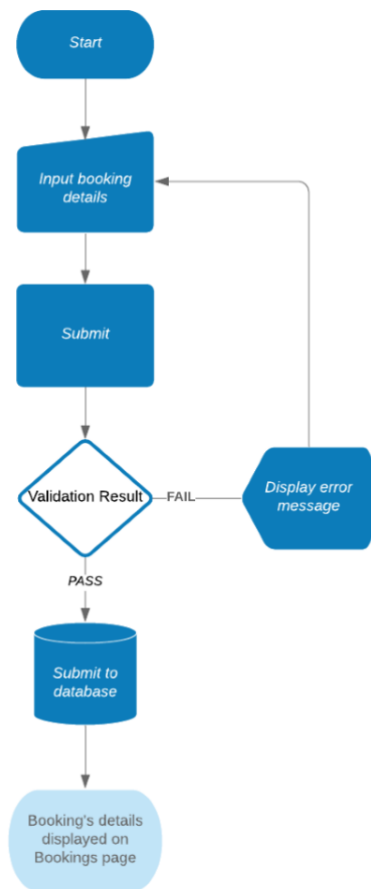 Start
Input booking
details
Submit
Validation Result
FAIL
Display error
message
PASS
Submit to
database
Booking's details
displayed on
Bookings page